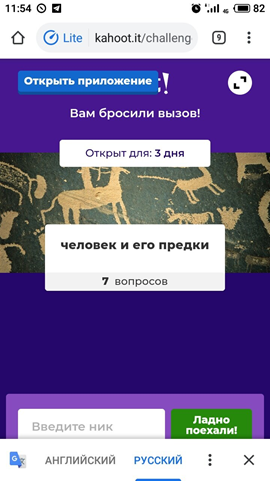 11:54 4G 82
Lite kahoot.it/challeng 9
Открыть приложение !
Вам бросили вызов!
Открыт для: 3 дня
человек и его предки
7 вопросов
Введите ник
Ладно
поехали!
АНГЛИЙСКИЙ РУССКИЙ